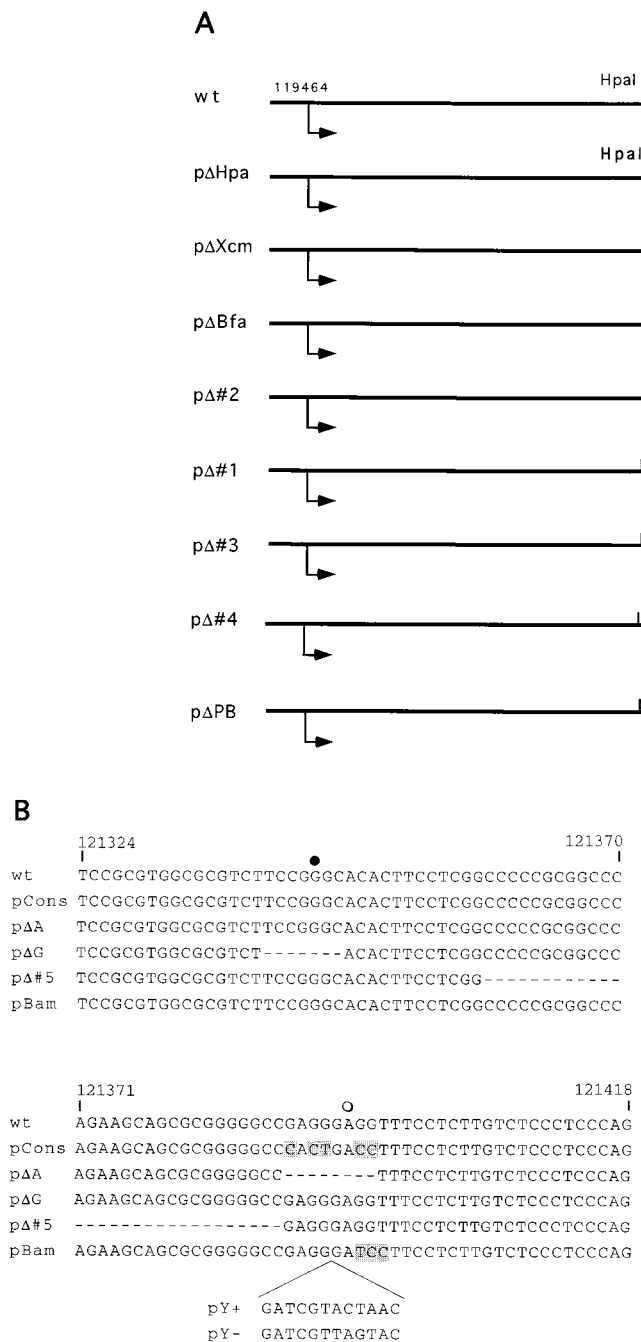 A
119464 HpaI
wt
HpaI
pΔHpa
pΔXcm
pΔBfa
pΔ#2
pΔ#1
pΔ#3
pΔ#4
pΔPB
B
121324 121370
wt TCCGCGTGGCGCGTCTTCCGGGCACACTTCCTCGGCCCCCGCGGCCC
pCons TCCGCGTGGCGCGTCTTCCGGGCACACTTCCTCGGCCCCCGCGGCCC
pΔA TCCGCGTGGCGCGTCTTCCGGGCACACTTCCTCGGCCCCCGCGGCCC
pΔG TCCGCGTGGCGCGTCT-------ACACTTCCTCGGCCCCCGCGGCCC
pΔ#5 TCCGCGTGGCGCGTCTTCCGGGCACACTTCCTCGG------------
pBam TCCGCGTGGCGCGTCTTCCGGGCACACTTCCTCGGCCCCCGCGGCCC
121371 121418
wt AGAAGCAGCGCGGGGGCCGAGGGAGGTTTCCTCTTGTCTCCCTCCCAG
pCons AGAAGCAGCGCGGGGGCCCACTGACCTTTCCTCTTGTCTCCCTCCCAG
pΔA AGAAGCAGCGCGGGGGCC--------TTTCCTCTTGTCTCCCTCCCAG
pΔG AGAAGCAGCGCGGGGGCCGAGGGAGGTTTCCTCTTGTCTCCCTCCCAG
pΔ#5 ------------------GAGGGAGGTTTCCTCTTGTCTCCCTCCCAG
pBam AGAAGCAGCGCGGGGGCCGAGGGATCCTTCCTCTTGTCTCCCTCCCAG
pY+ GATCGTACTAAC
pY- GATCGTTAGTAC